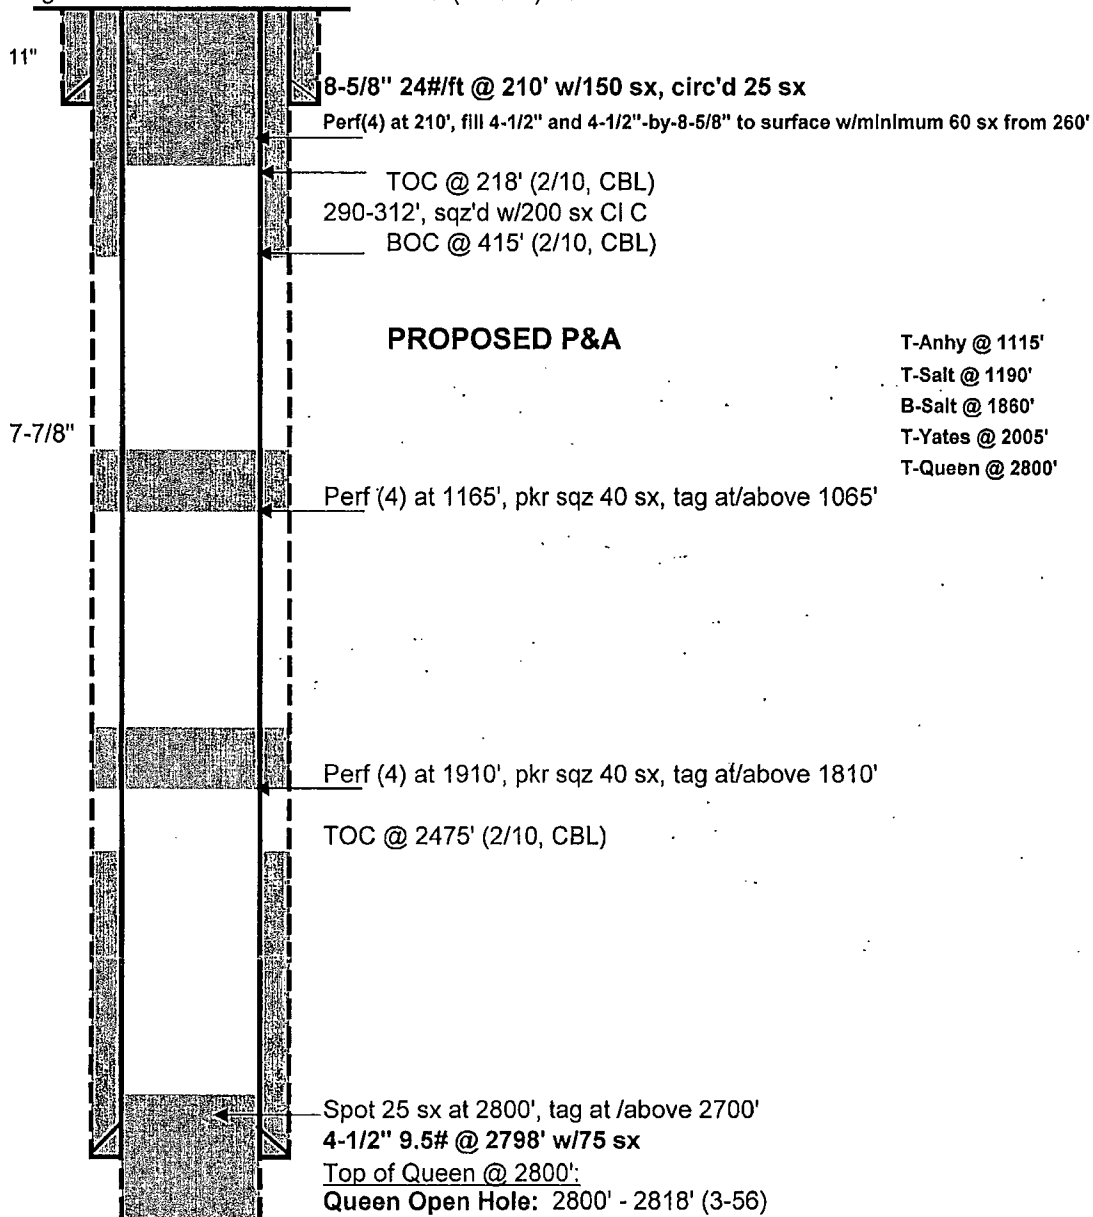 11"
8-5/8" 24#/ft @ 210' w/150 sx, circ'd 25 sx
Perf(4) at 210', fill 4-1/2" and 4-1/2"-by-8-5/8" to surface w/minimum 60 sx from 260'
TOC @ 218' (2/10, CBL)
290-312', sqz'd w/200 sx Cl C
BOC @ 415' (2/10, CBL)
PROPOSED P&A
T-Anhy @ 1115'
T-Salt @ 1190'
B-Salt @ 1860'
T-Yates @ 2005'
T-Queen @ 2800'
7-7/8"
Perf (4) at 1165', pkr sqz 40 sx, tag at/above 1065'
Perf (4) at 1910', pkr sqz 40 sx, tag at/above 1810'
TOC @ 2475' (2/10, CBL)
Spot 25 sx at 2800', tag at /above 2700'
4-1/2" 9.5# @ 2798' w/75 sx
Top of Queen @ 2800':
Queen Open Hole: 2800' - 2818' (3-56)